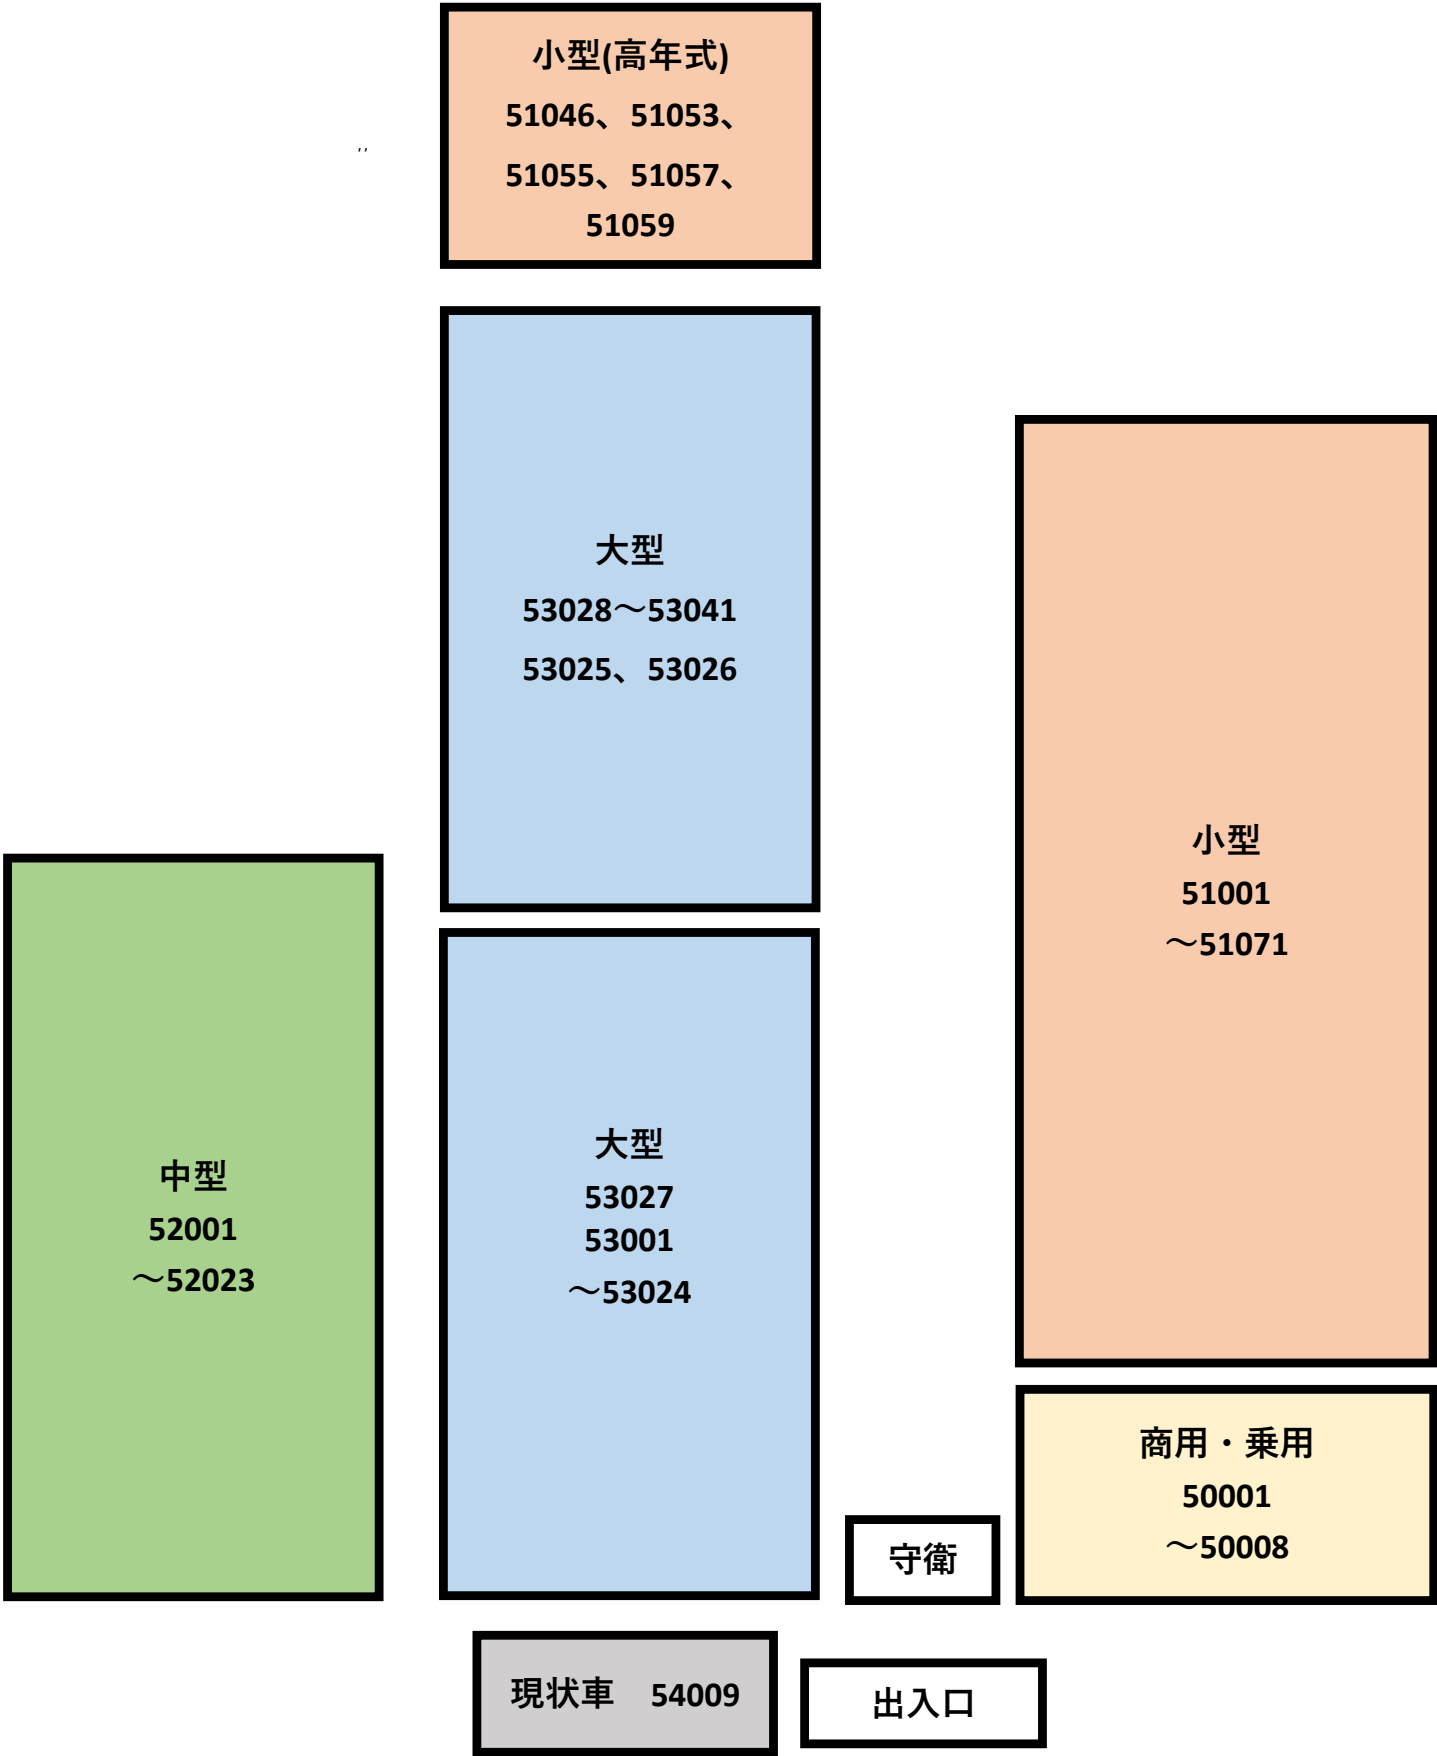 小型(高年式)
51046、51053、
51055、51057、
51059
,,
大型
53028～53041
53025、53026
小型
51001
～51071
中型
52001
～52023
大型
53027
53001
～53024
商用・乗用
50001
～50008
守衛
現状車　54009
出入口